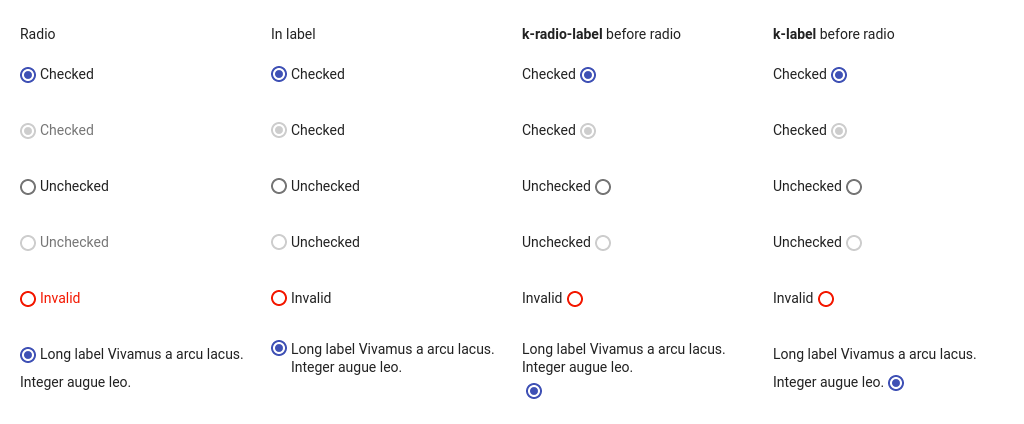 Radio
In label
k-radio-label before radio
k-label before radio
Checked
Checked
Checked
Checked
Checked
Checked
Checked
Checked
Unchecked
Unchecked
Unchecked
Unchecked
Unchecked
Unchecked
Unchecked
Unchecked
Invalid
Invalid
Invalid
Invalid
Long label Vivamus a arcu lacus.
Integer augue leo.
Long label Vivamus a arcu lacus.
Integer augue leo.
Long label Vivamus a arcu lacus.
Integer augue leo.
Long label Vivamus a arcu lacus.
Integer augue leo.